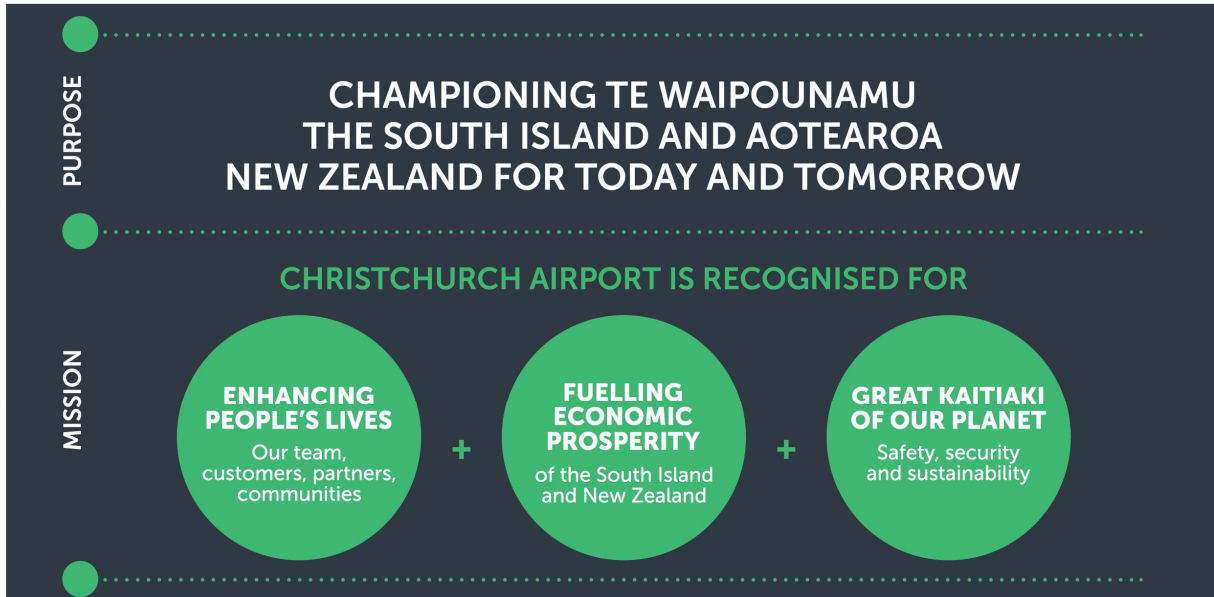 PURPOSE
CHAMPIONING TE WAIPOUNAMU
THE SOUTH ISLAND AND AOTEAROA
NEW ZEALAND FOR TODAY AND TOMORROW
MISSION
CHRISTCHURCH AIRPORT IS RECOGNISED FOR
ENHANCING
PEOPLE'S LIVES
Our team,
customers, partners,
communities
+
FUELLING
ECONOMIC
PROSPERITY
of the South Island
and New Zealand
+
GREAT KAITIAKI
OF OUR PLANET
Safety, security
and sustainability